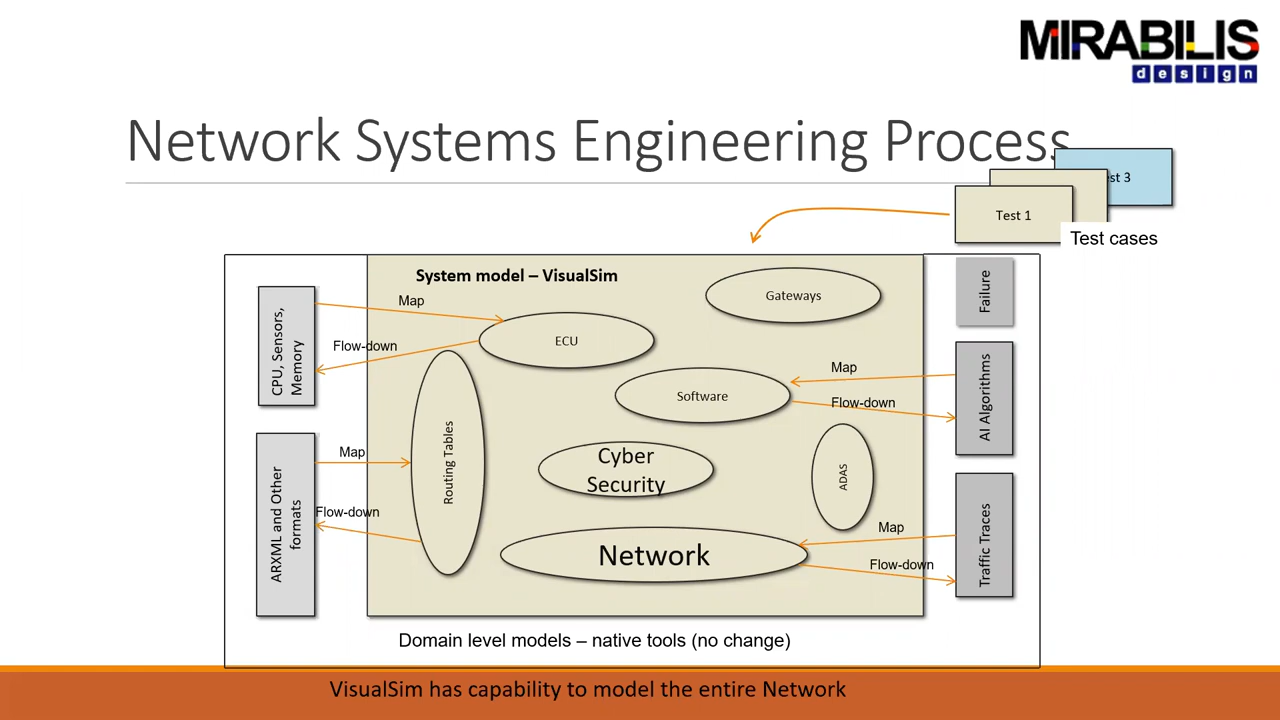 MIRABILIS
design
Network Systems Engineering Process
st 3
Test 1
Test cases
System model – VisualSim
Gateways
Failure
Map
CPU, Sensors,
Memory
ECU
Flow-down
Map
AI Algorithms
Software
Flow-down
Routing Tables
Cyber
Security
ADAS
Map
ARXML and Other
formats
Flow-down
Network
Map
Traffic Traces
Flow-down
Domain level models – native tools (no change)
VisualSim has capability to model the entire Network